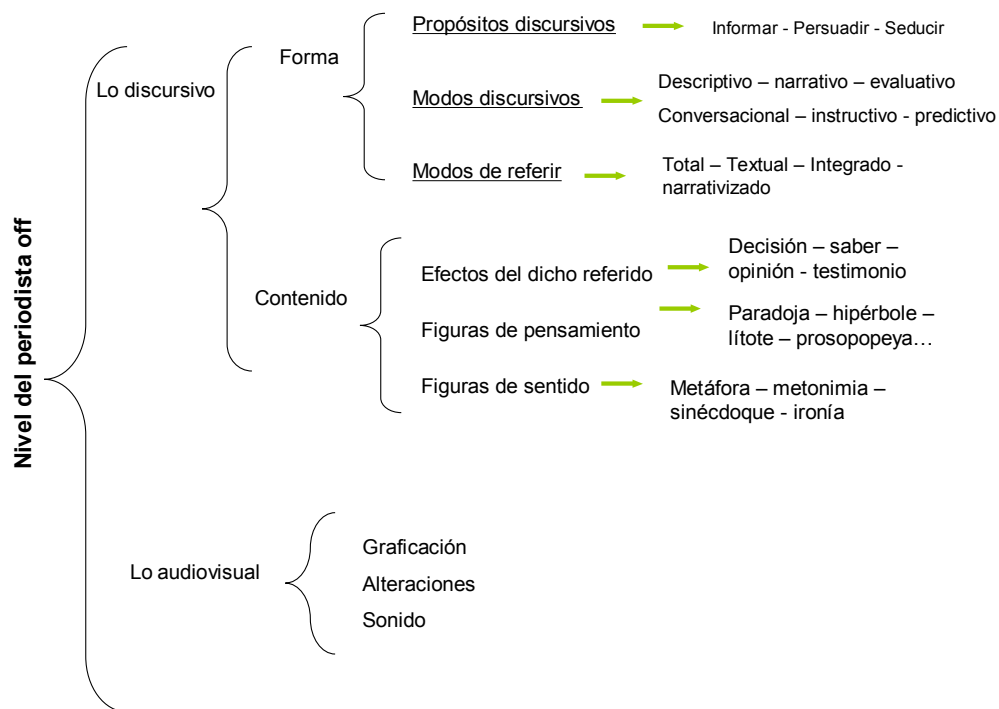 Nivel del periodista off
Lo discursivo
Forma
Propósitos discursivos
Informar - Persuadir - Seducir
Modos discursivos
Descriptivo – narrativo – evaluativo
Conversacional – instructivo - predictivo
Modos de referir
Total – Textual – Integrado -
narrativizado
Contenido
Efectos del dicho referido
Decisión – saber –
opinión - testimonio
Figuras de pensamiento
Paradoja – hipérbole –
lítote – prosopopeya…
Figuras de sentido
Metáfora – metonimia –
sinécdoque - ironía
Lo audiovisual
Graficación
Alteraciones
Sonido